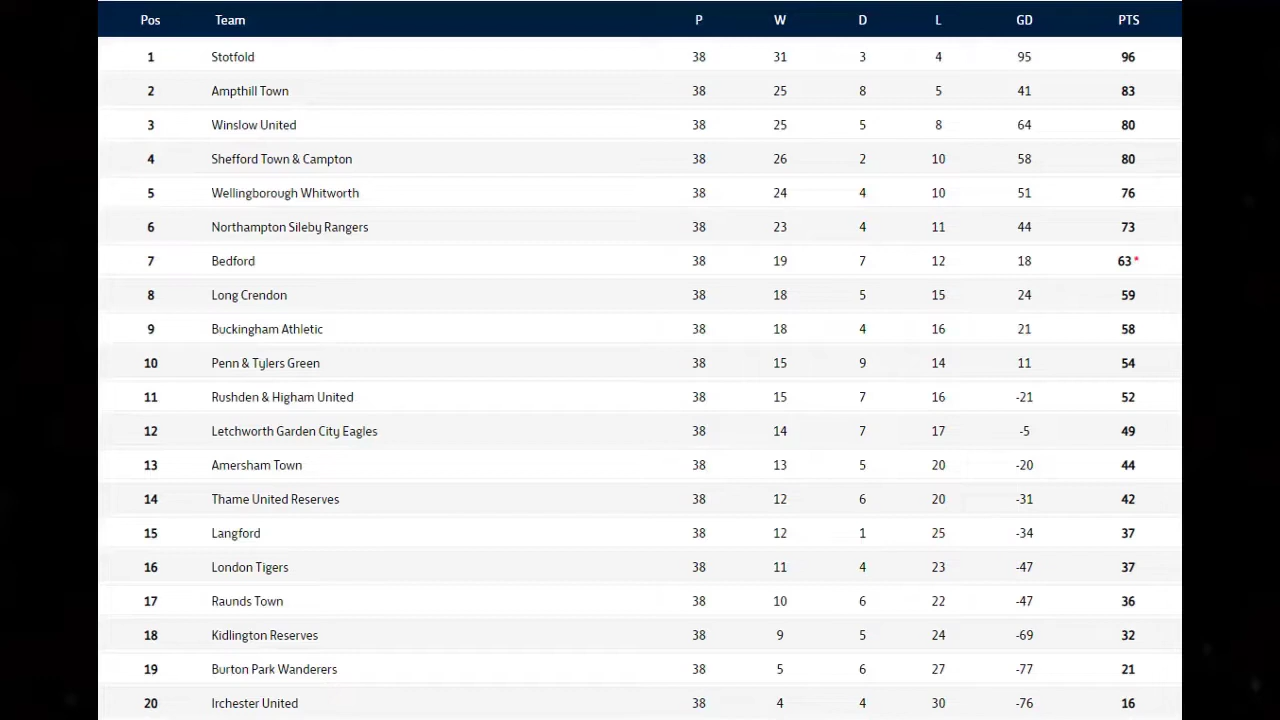 Pos Team P W D L GD PTS
1 Stotfold 38 31 3 4 95 96
2 Ampthill Town 38 25 8 5 41 83
3 Winslow United 38 25 5 8 64 80
4 Shefford Town & Campton 38 26 2 10 58 80
5 Wellingborough Whitworth 38 24 4 10 51 76
6 Northampton Sileby Rangers 38 23 4 11 44 73
7 Bedford 38 19 7 12 18 63*
8 Long Crendon 38 18 5 15 24 59
9 Buckingham Athletic 38 18 4 16 21 58
10 Penn & Tylers Green 38 15 9 14 11 54
11 Rushden & Higham United 38 15 7 16 -21 52
12 Letchworth Garden City Eagles 38 14 7 17 -5 49
13 Amersham Town 38 13 5 20 -20 44
14 Thame United Reserves 38 12 6 20 -31 42
15 Langford 38 12 1 25 -34 37
16 London Tigers 38 11 4 23 -47 37
17 Raunds Town 38 10 6 22 -47 36
18 Kidlington Reserves 38 9 5 24 -69 32
19 Burton Park Wanderers 38 5 6 27 -77 21
20 Irchester United 38 4 4 30 -76 16